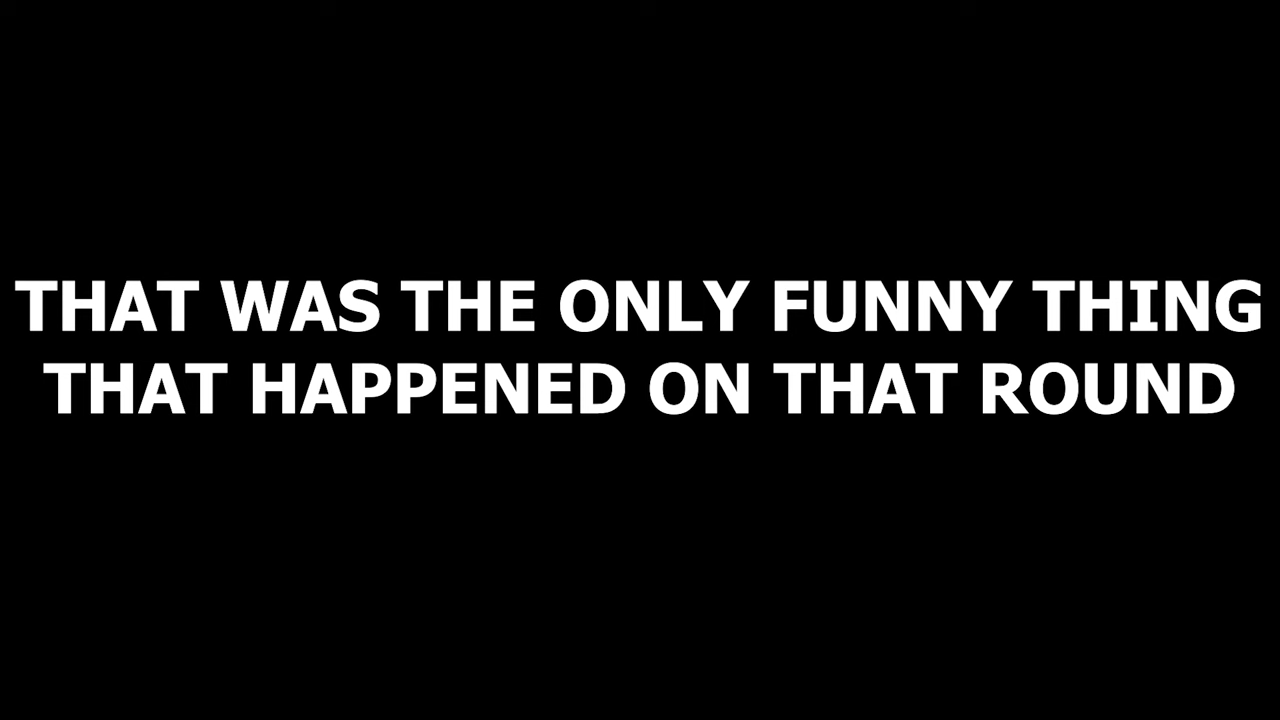 THAT WAS THE ONLY FUNNY THING
THAT HAPPENED ON THAT ROUND